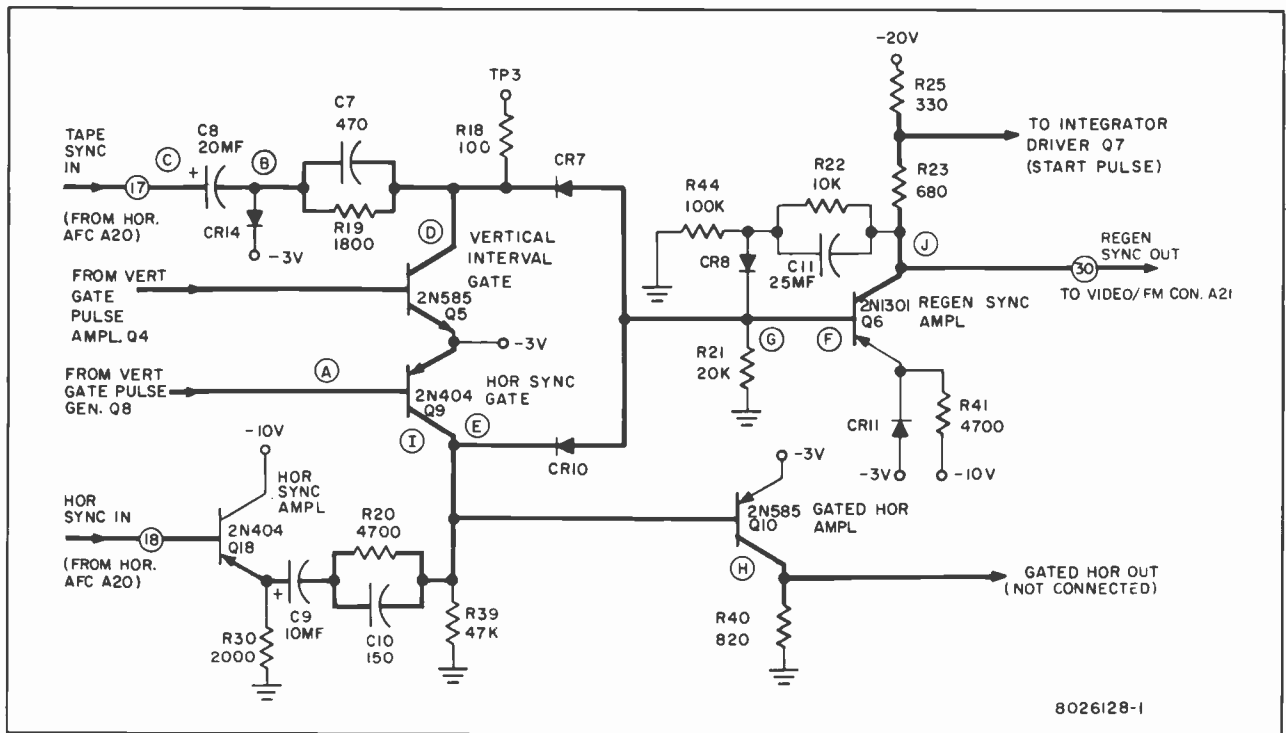 -20V
R25
330
TO INTEGRATOR
DRIVER Q7
(START PULSE)
TP3
C7
470
R18
100
TAPE
SYNC
IN
C
C8
20MF
+
B
CR7
R22
10K
R23
680
17
R44
100K
(FROM HOR.
AFC A20)
CR14
-3V
R19
1800
D
VERTICAL
INTERVAL
GATE
CR8
C11
25MF
J
REGEN
SYNC OUT
30
TO VIDEO/FM CON. A21
FROM VERT
GATE
PULSE
AMPL. Q4
2N585
Q5
2N1301
Q6
REGEN SYNC
AMPL
-3V
G
F
R21
20K
FROM VERT
GATE PULSE
GEN. Q8
A
2N404
Q9
HOR SYNC
GATE
I
E
CR10
CR11
R41
4700
-3V
-10V
-10V
HOR
SYNC
AMPL
-3V
HOR
SYNC IN
18
2N404
Q18
(FROM HOR.
AFC A20)
R20
4700
2N585
Q10
GATED HOR
AMPL
H
GATED HOR OUT
(NOT CONNECTED)
+
C9
10MF
R30
2000
C10
150
R39
47K
R40
820
8026128-1